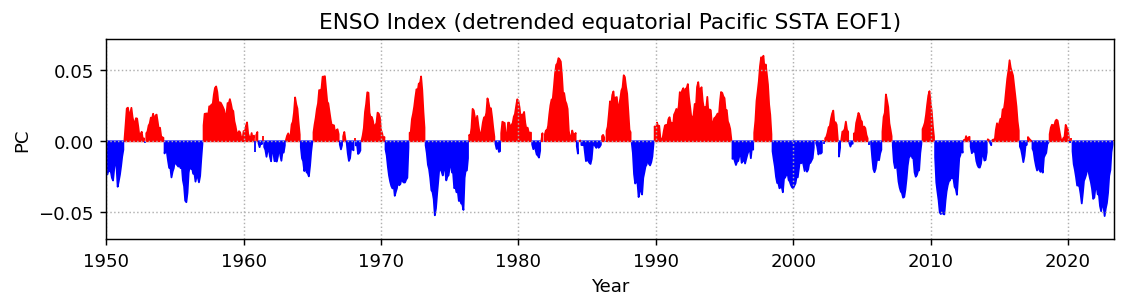 ENSO Index (detrended equatorial Pacific SSTA EOF1)
0.05
0.00
−0.05
PC
1950 1960 1970 1980 1990 2000 2010 2020
Year